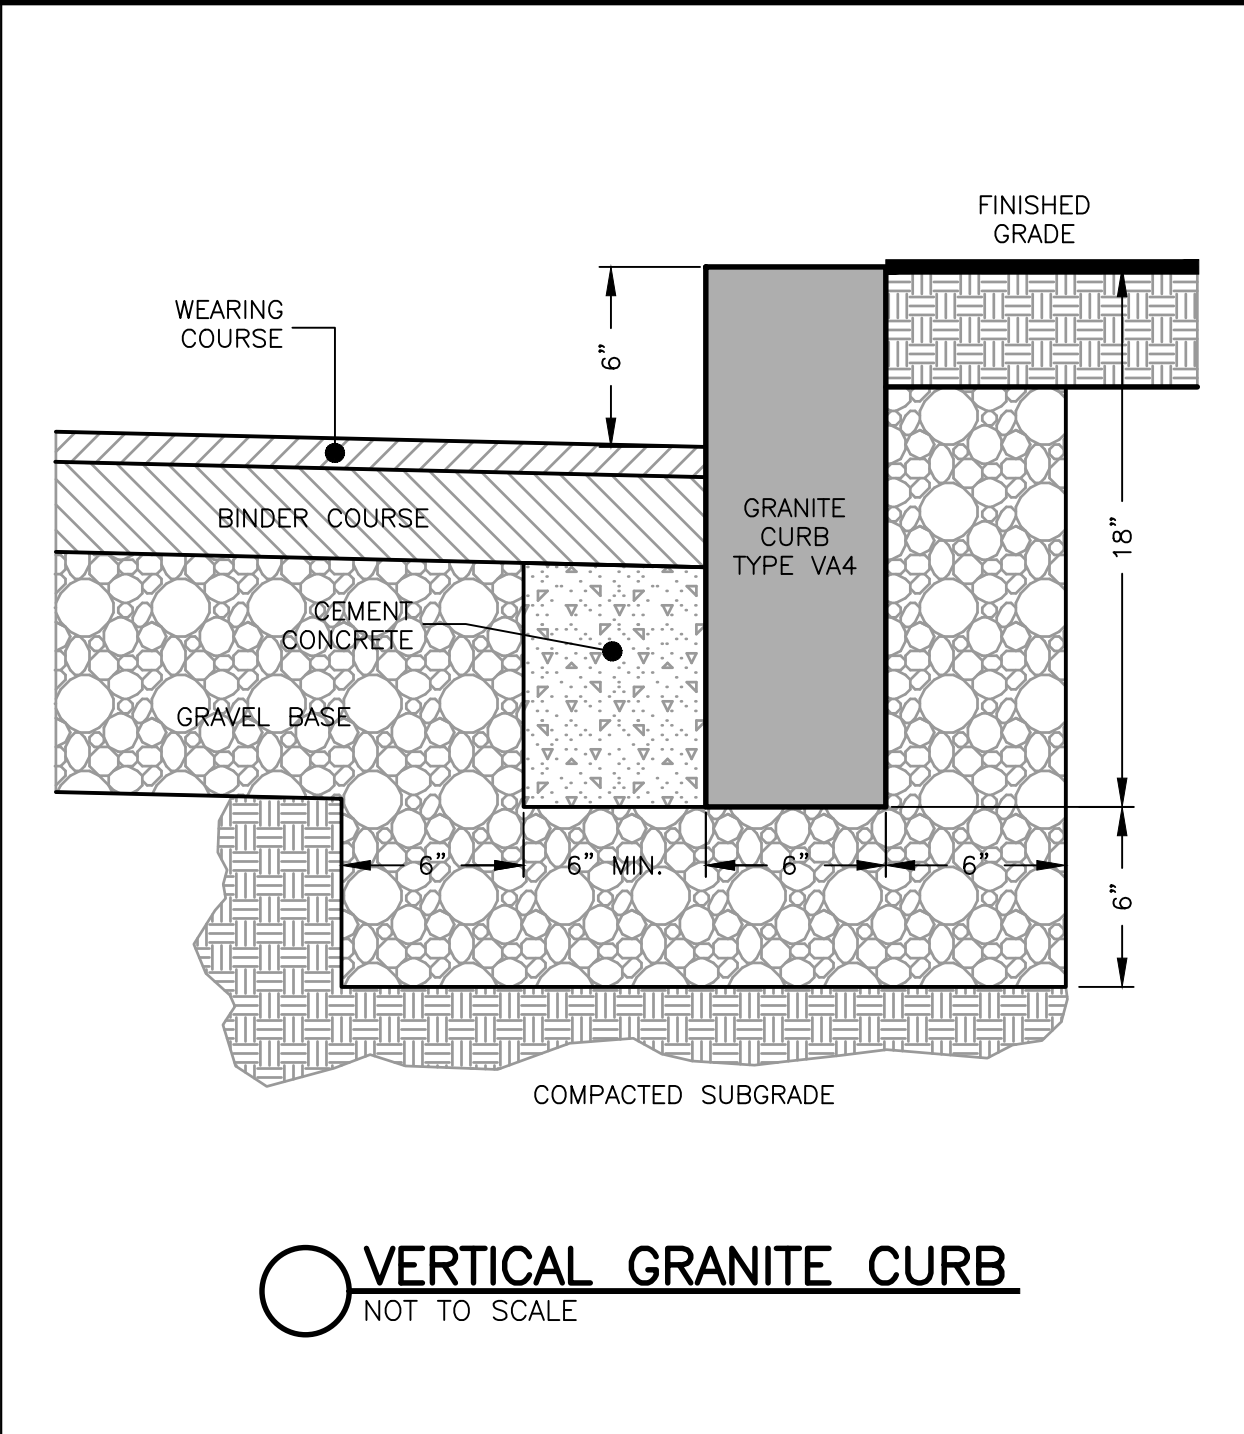 FINISHED
GRADE
WEARING
COURSE
6”
BINDER COURSE
GRANITE
CURB
TYPE VA4
18”
CEMENT
CONCRETE
GRAVEL BASE
6”
6” MIN.
6”
6”
6”
COMPACTED SUBGRADE
VERTICAL GRANITE CURB
NOT TO SCALE